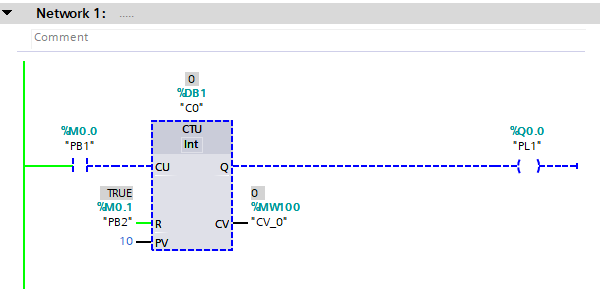 Network 1: .....
Comment
0
%DB1
"C0"
%M0.0
"PB1"
CTU
Int
%Q0.0
"PL1"
CU
Q
TRUE
%M0.1
"PB2"
R
0
%MW100
CV
"CV_0"
10
PV